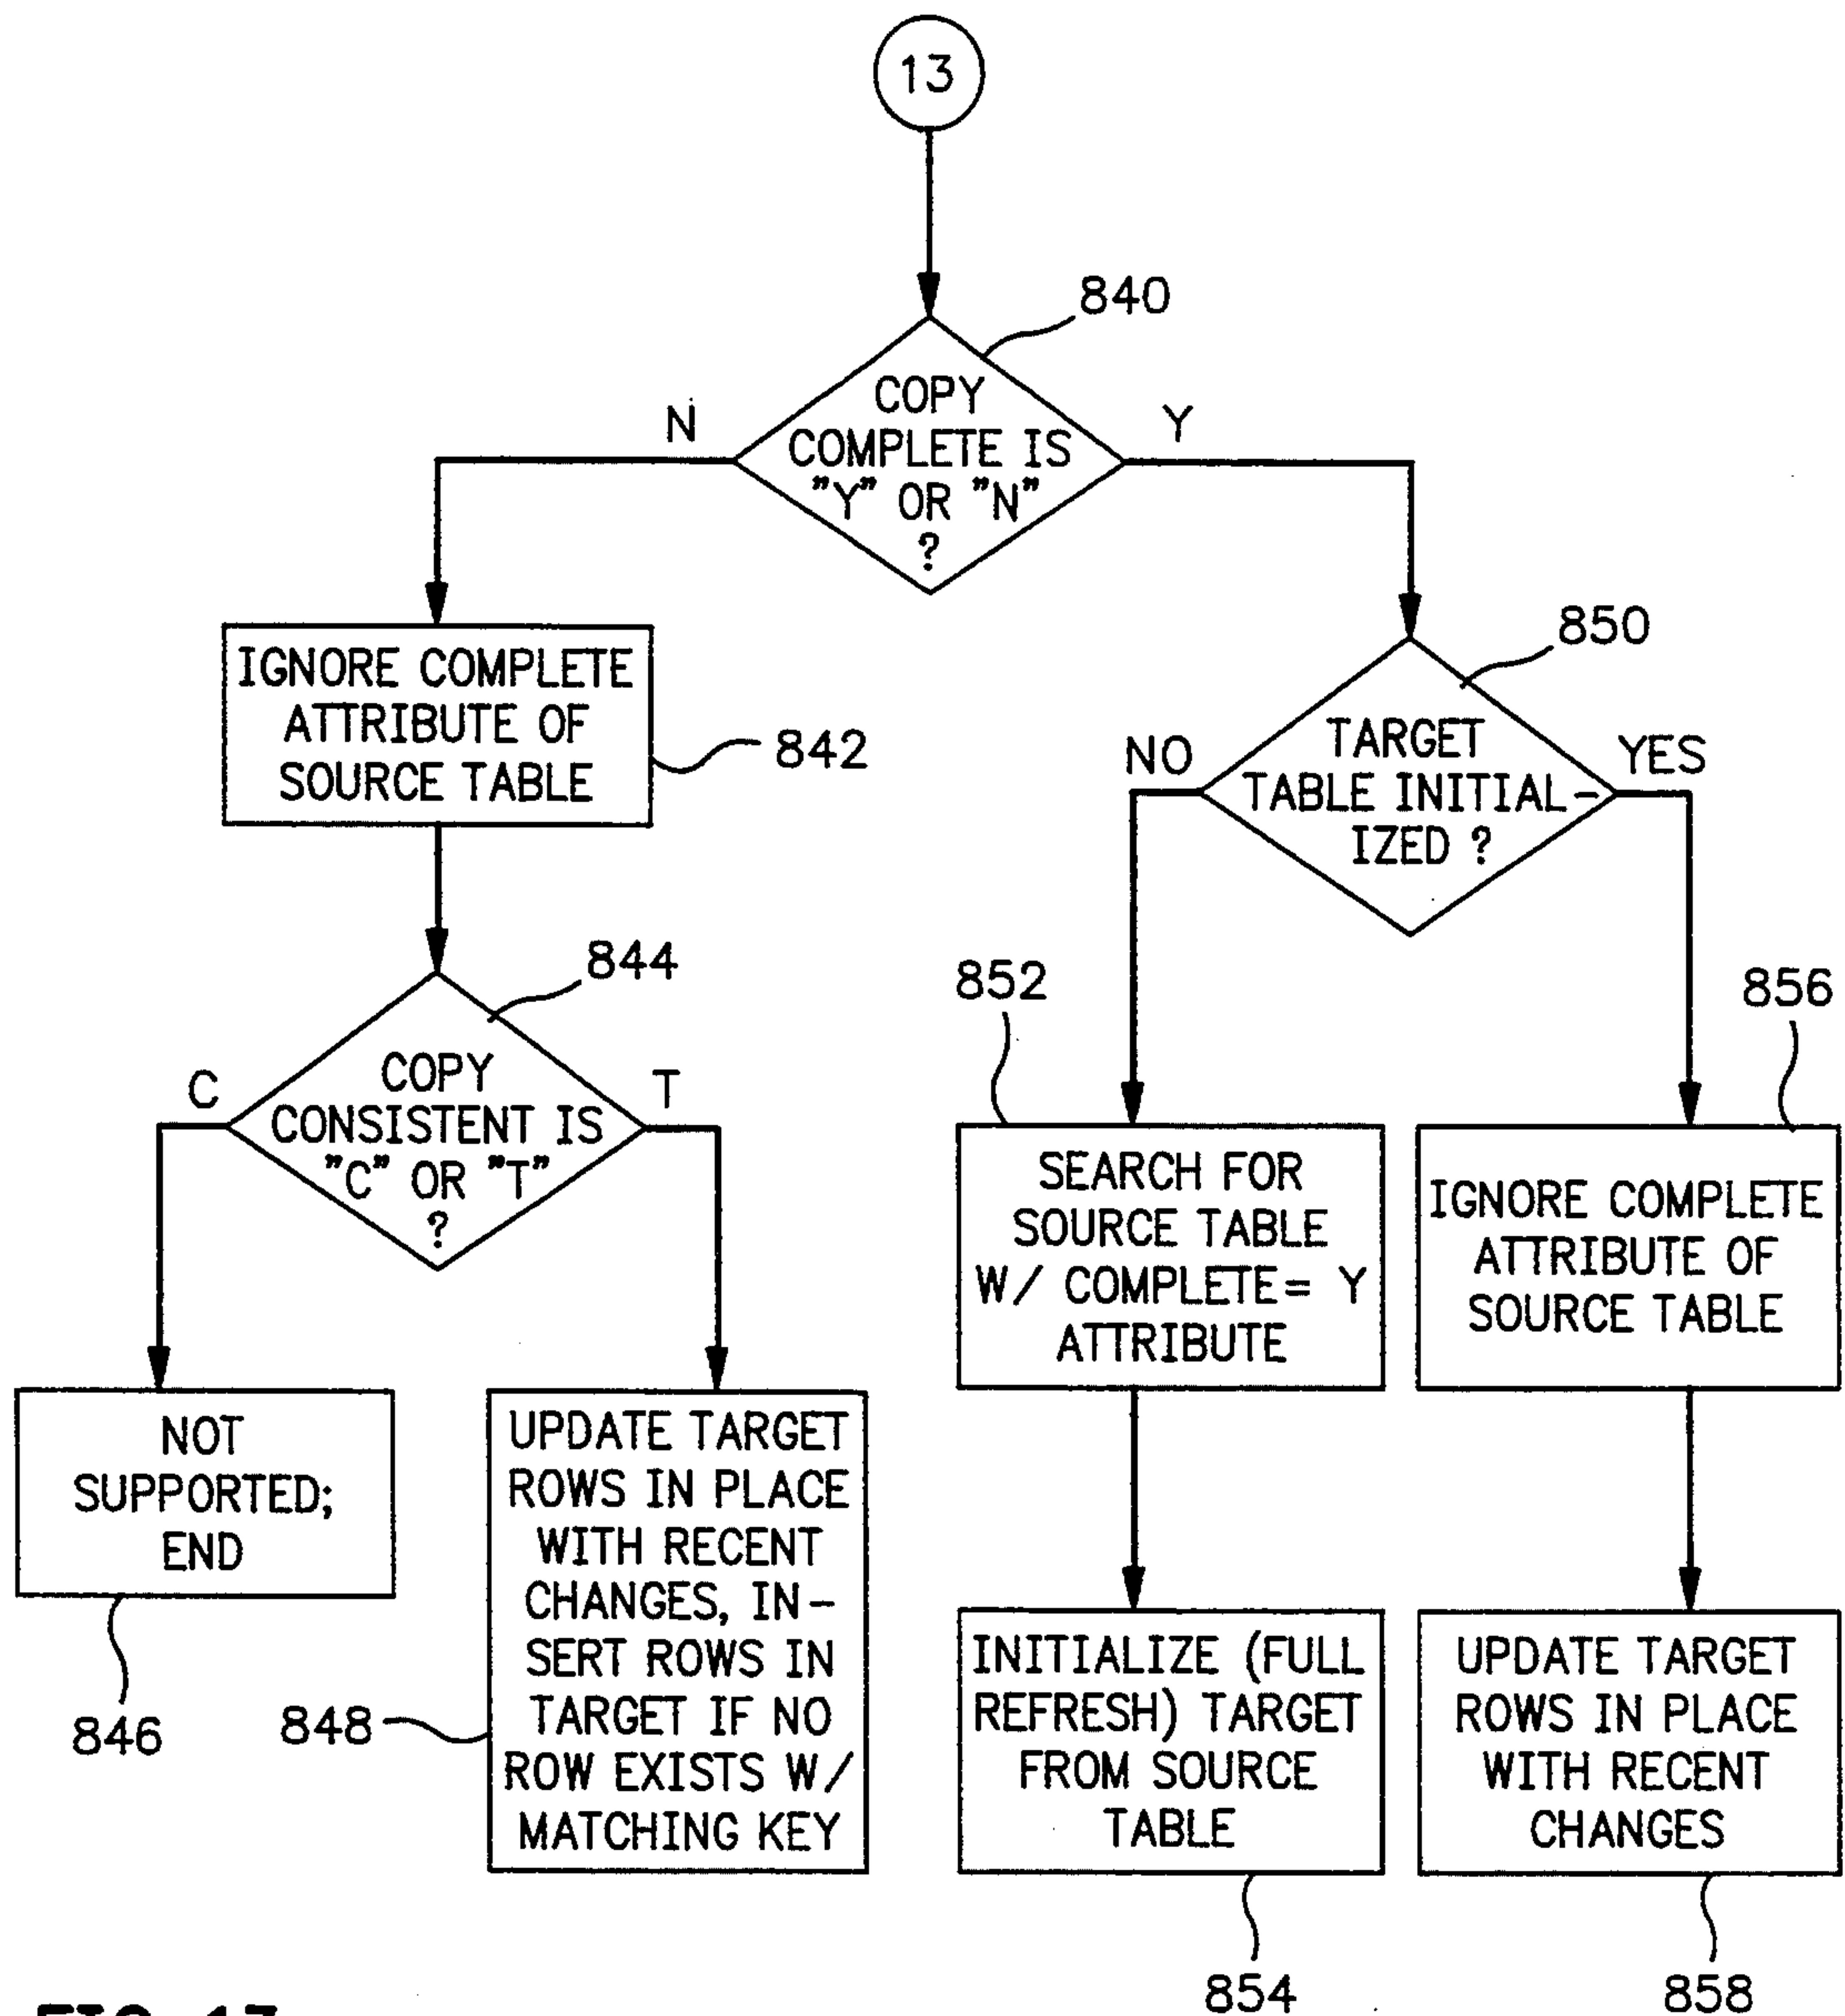 13
840
COPY
COMPLETE IS
"Y" OR "N"
?
N
Y
IGNORE COMPLETE
ATTRIBUTE OF
SOURCE TABLE
842
850
TARGET
TABLE INITIAL-
IZED ?
NO
YES
844
COPY
CONSISTENT IS
"C" OR "T"
?
C
T
852
SEARCH FOR
SOURCE TABLE
W/ COMPLETE= Y
ATTRIBUTE
856
IGNORE COMPLETE
ATTRIBUTE OF
SOURCE TABLE
NOT
SUPPORTED;
END
846
UPDATE TARGET
ROWS IN PLACE
WITH RECENT
CHANGES, IN-
SERT ROWS IN
TARGET IF NO
ROW EXISTS W/
MATCHING KEY
848
INITIALIZE (FULL
REFRESH) TARGET
FROM SOURCE
TABLE
854
UPDATE TARGET
ROWS IN PLACE
WITH RECENT
CHANGES
858